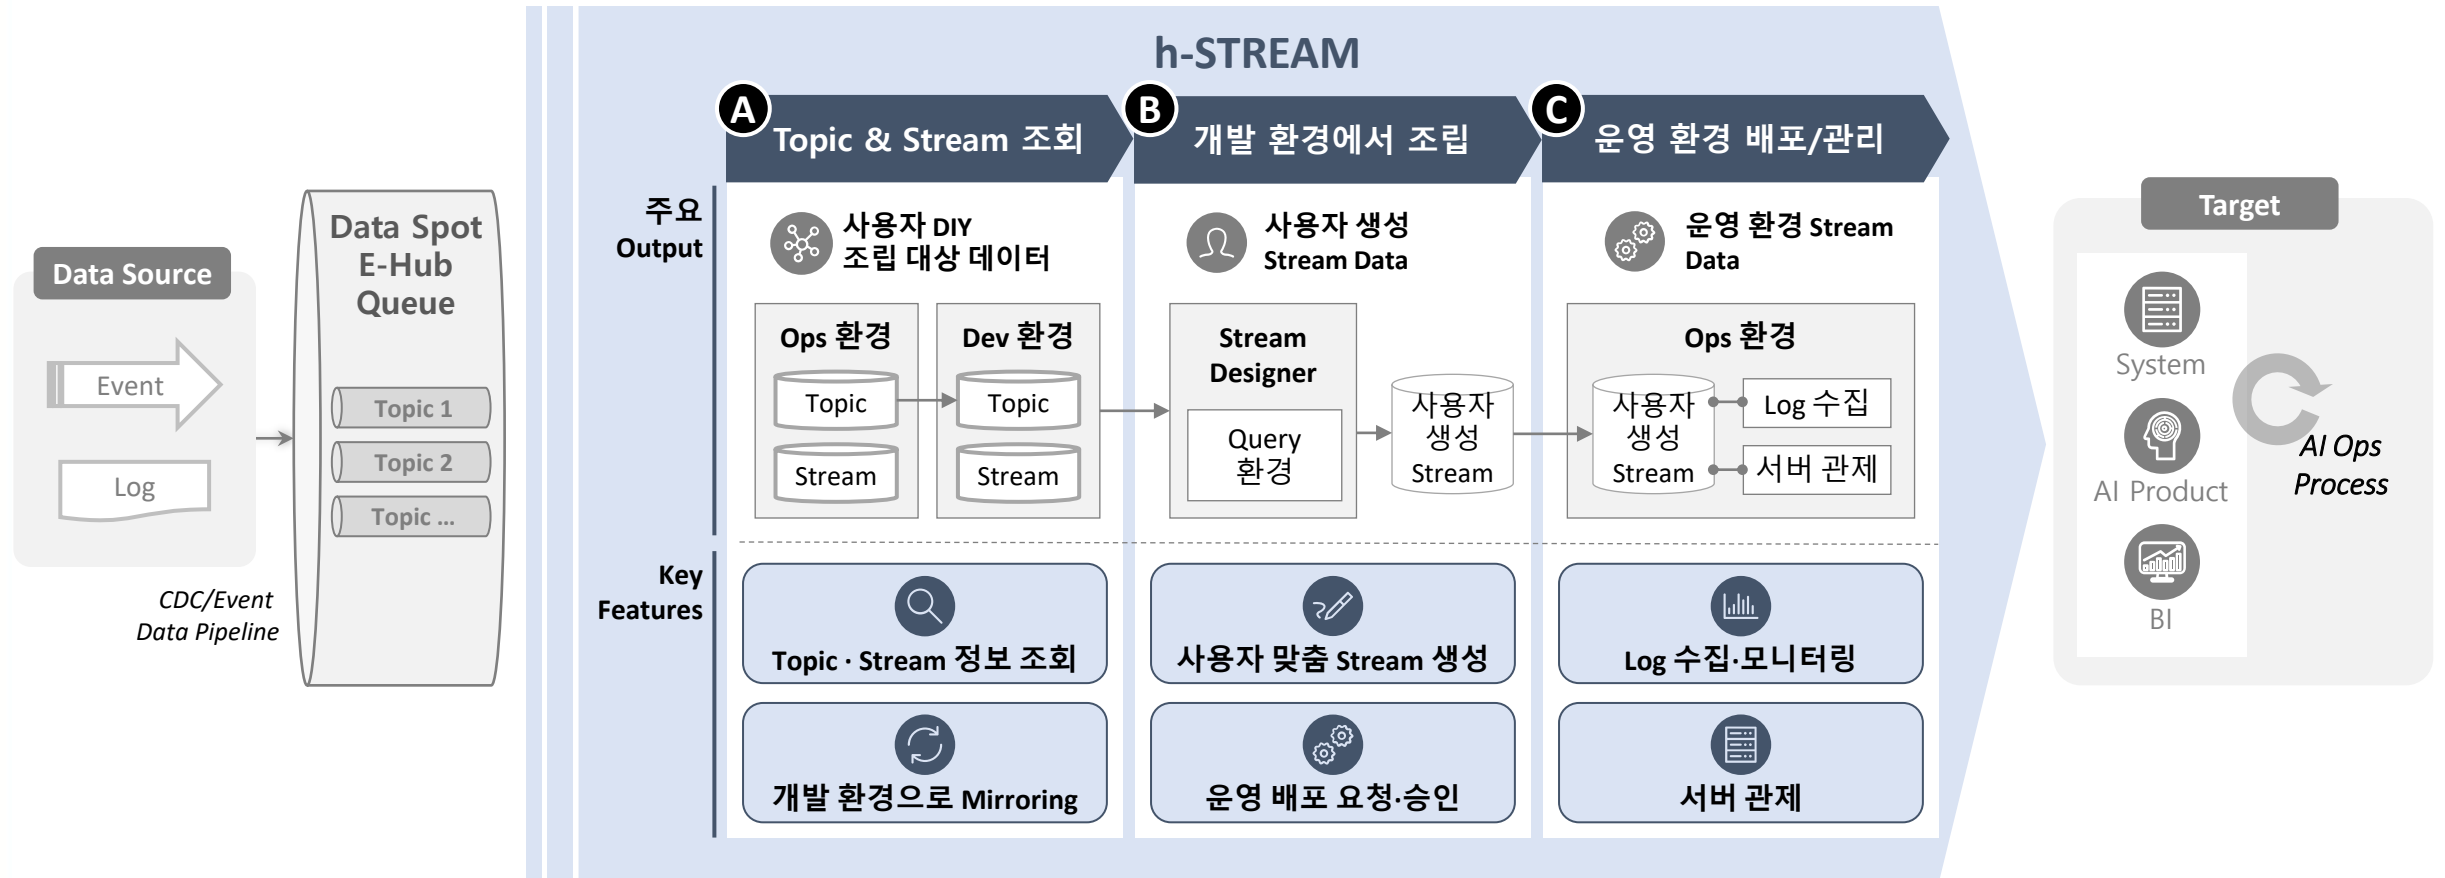 h-STREAM
Data Source
Event
Log
CDC/Event
Data Pipeline
Data Spot
E-Hub
Queue
Topic 1
Topic 2
Topic ...
주요
Output
Key
Features
A
Topic & Stream 조회
사용자 DIY
조립 대상 데이터
Ops 환경
Topic
Stream
Dev 환경
Topic
Stream
Topic · Stream 정보 조회
개발 환경으로 Mirroring
B
개발 환경에서 조립
사용자 생성
Stream Data
Stream
Designer
Query
환경
사용자
생성
Stream
사용자 맞춤 Stream 생성
운영 배포 요청·승인
C
운영 환경 배포/관리
운영 환경 Stream
Data
Ops 환경
사용자
생성
Stream
Log 수집
서버 관제
Log 수집·모니터링
서버 관제
Target
System
AI Product
BI
AI Ops
Process